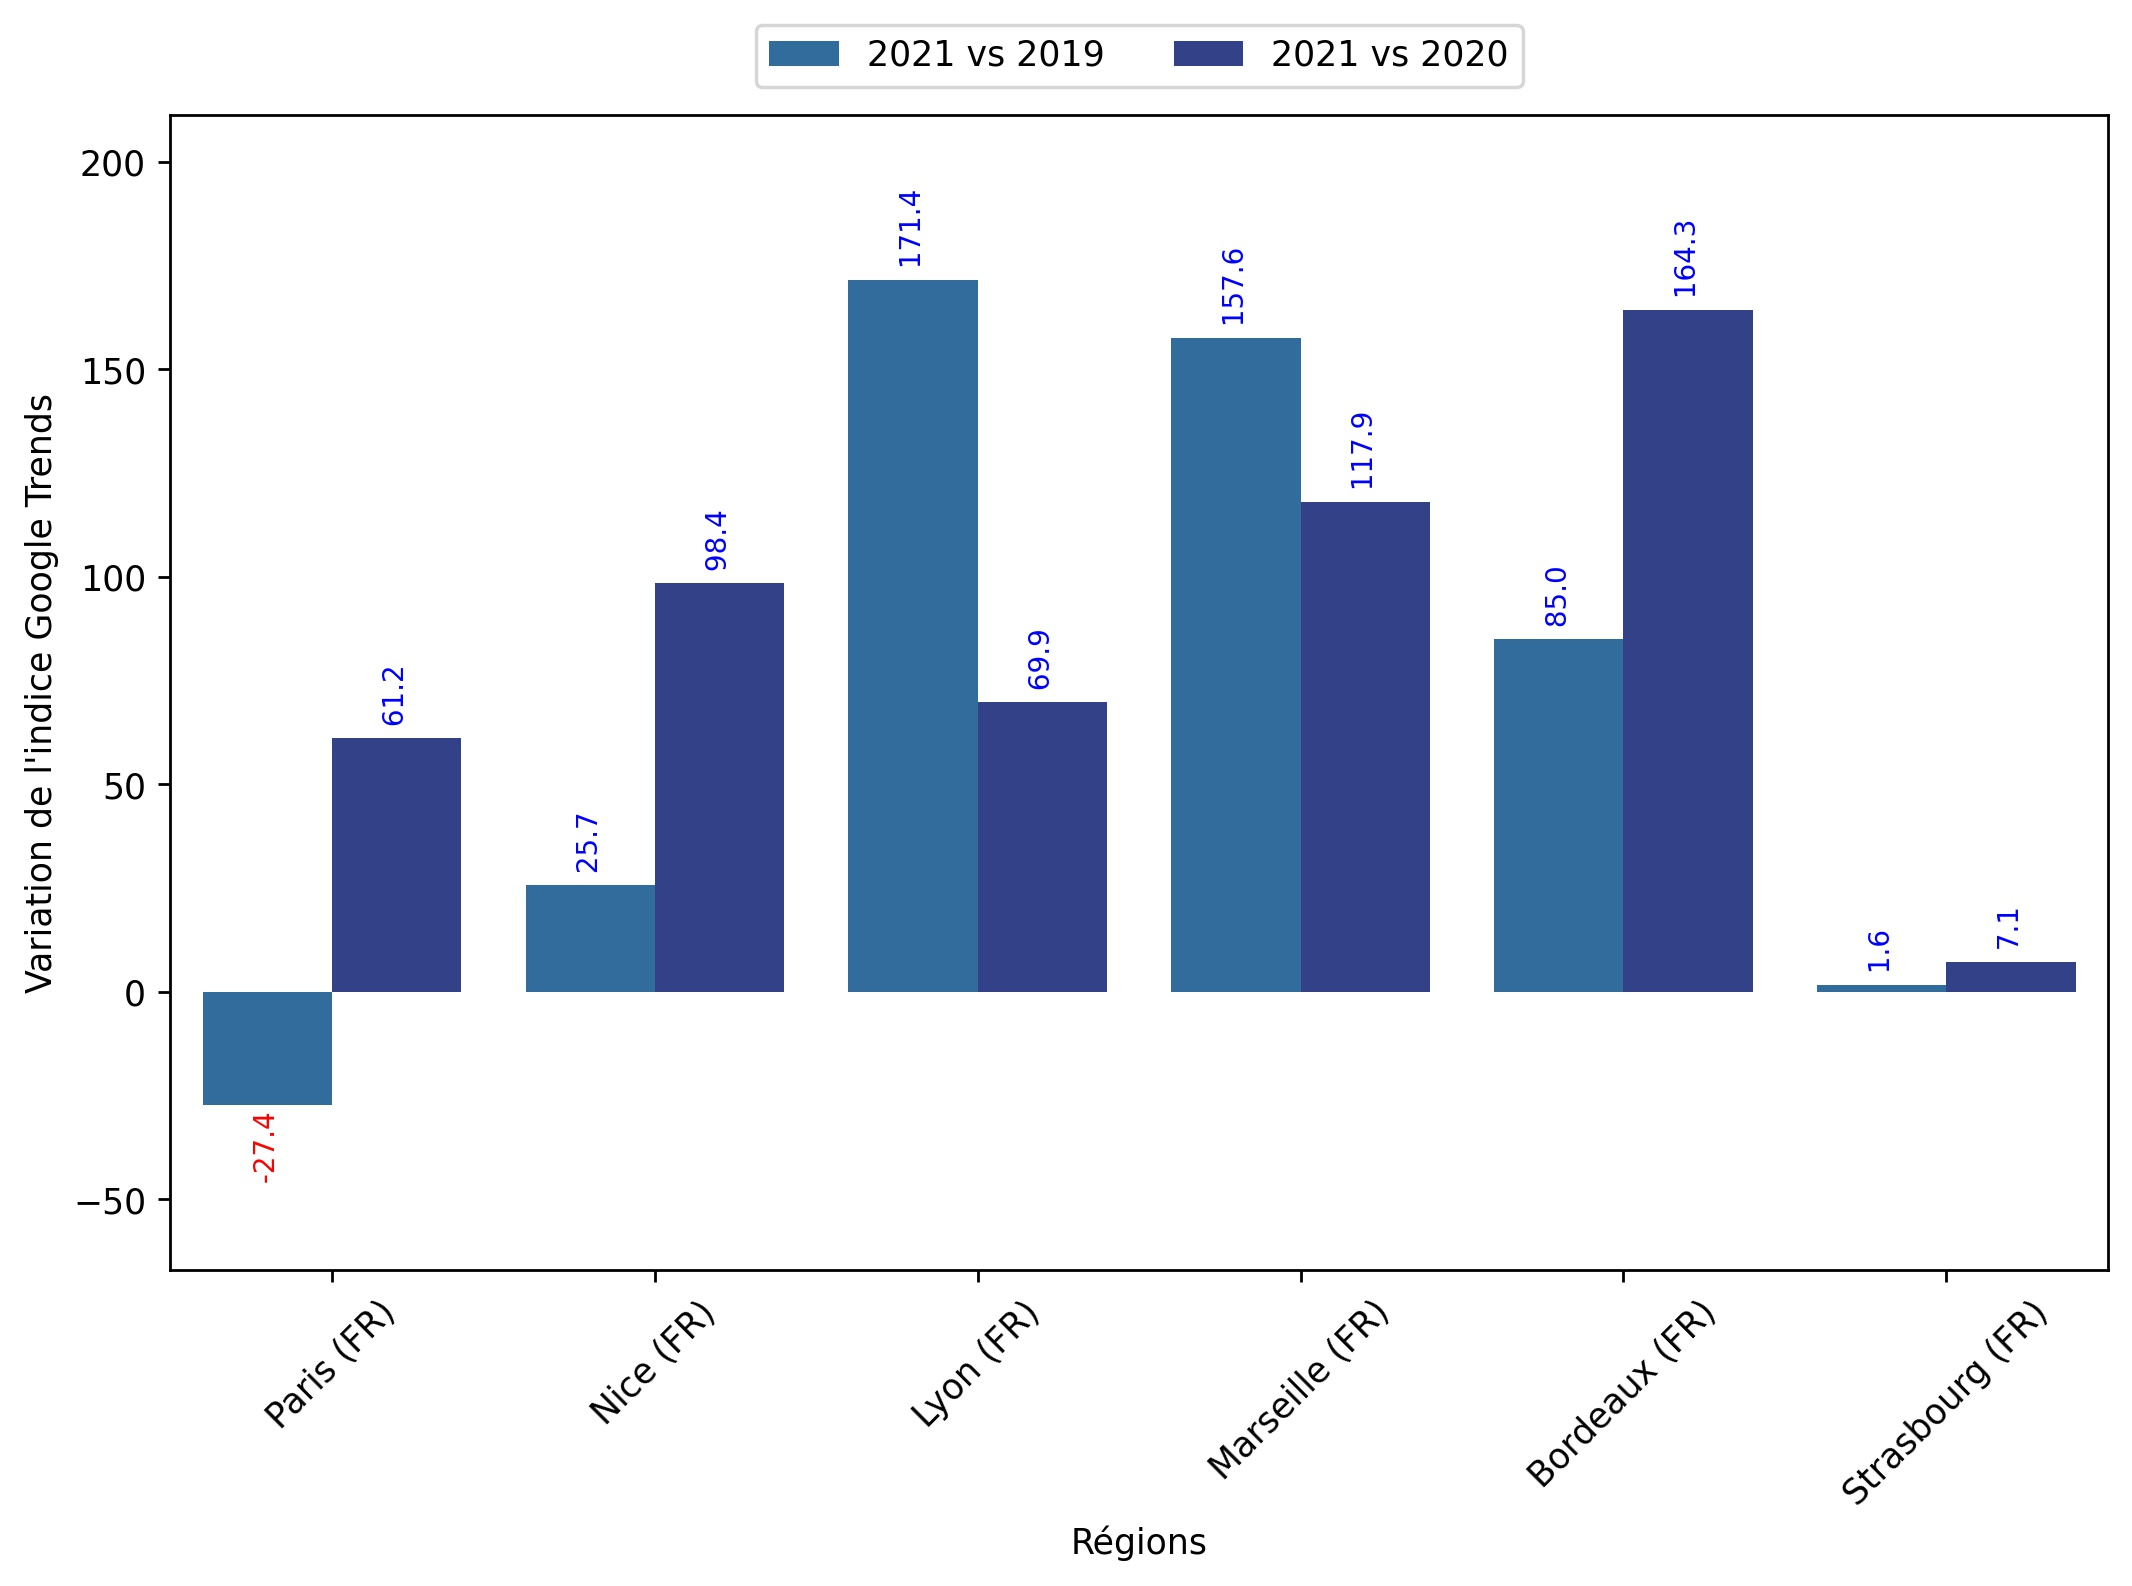 2021 vs 2019
2021 vs 2020
Variation de l'indice Google Trends
200
150
100
50
0
−50
-27.4
61.2
25.7
98.4
171.4
69.9
157.6
117.9
85.0
164.3
1.6
7.1
Paris (FR)
Nice (FR)
Lyon (FR)
Marseille (FR)
Bordeaux (FR)
Strasbourg (FR)
Régions